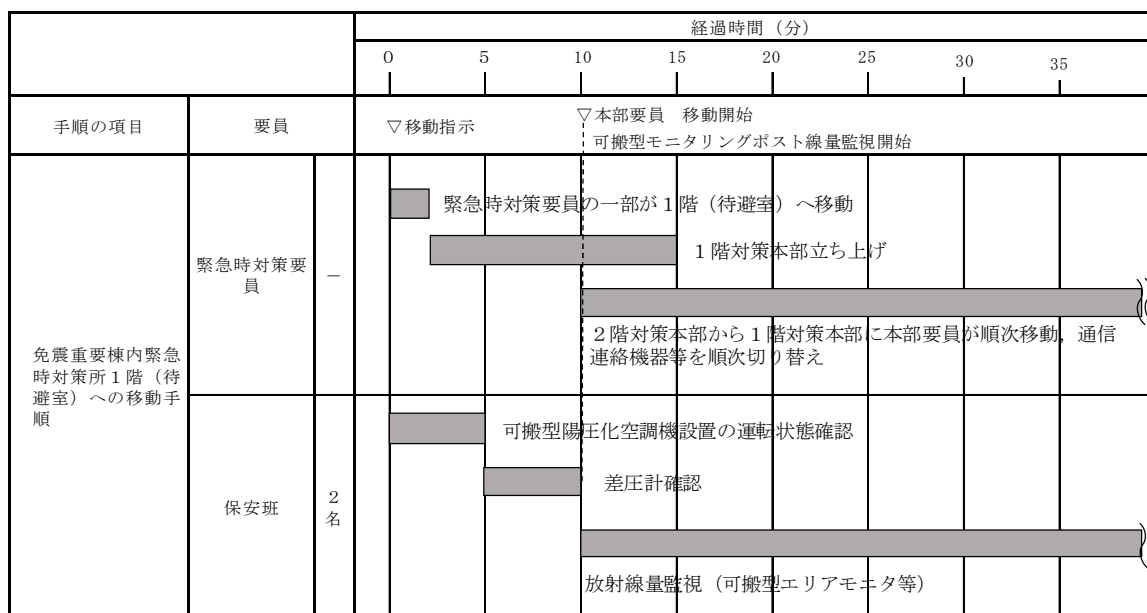 経過時間（分）
0 5 10 15 20 25 30 35
手順の項目
要員
▽移動指示
▽本部要員　移動開始
可搬型モニタリングポスト線量監視開始
免震重要棟内緊急
時対策所１階（待
避室）への移動手
順
緊急時対策要
員
－
緊急時対策要員の一部が１階（待避室）へ移動
１階対策本部立ち上げ
２階対策本部から１階対策本部に本部要員が順次移動，通信
連絡機器等を順次切り替え
保安班
２
名
可搬型陽圧化空調機設置の運転状態確認
差圧計確認
放射線量監視（可搬型エリアモニタ等）